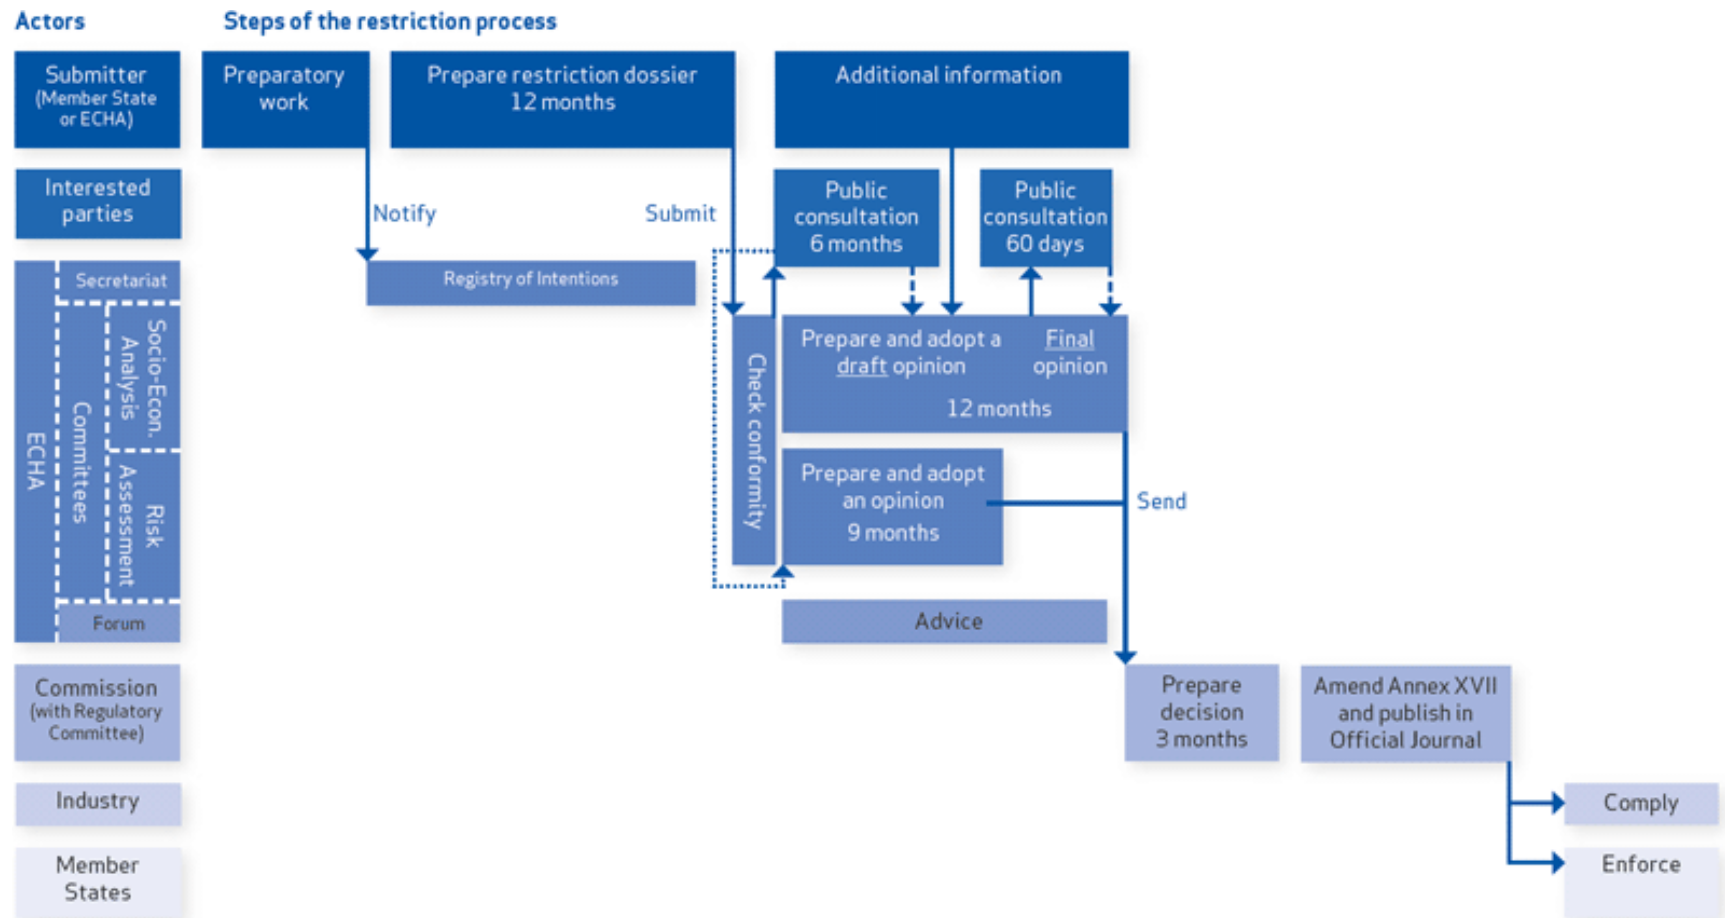 Actors
Steps of the restriction process
Submitter
(Member State
or ECHA)
Preparatory
work
Prepare restriction dossier
12 months
Additional information
Interested
parties
Notify
Submit
Public
consultation
6 months
Public
consultation
60 days
ECHA
Secretariat
Committees
Socio-Econ.
Analysis
Risk
Assessment
Forum
Registry of Intentions
Check conformity
Prepare and adopt a
draft opinion
Final
opinion
12 months
Prepare and adopt
an opinion
9 months
Send
Advice
Commission
(with Regulatory
Committee)
Prepare
decision
3 months
Amend Annex XVII
and publish in
Official Journal
Industry
Comply
Member
States
Enforce